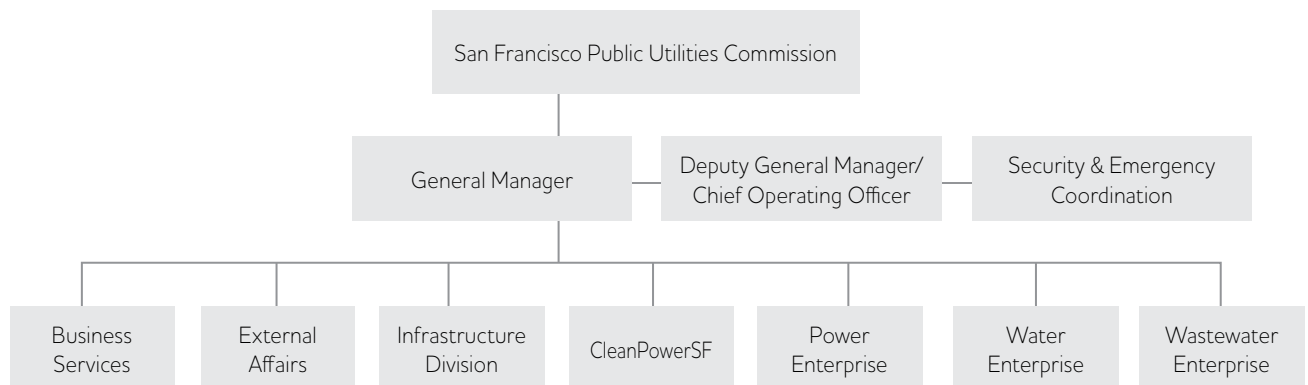 San Francisco Public Utilities Commission
General Manager
Deputy General Manager/
Chief Operating Officer
Security & Emergency
Coordination
Business
Services
External
Affairs
Infrastructure
Division
CleanPowerSF
Power
Enterprise
Water
Enterprise
Wastewater
Enterprise